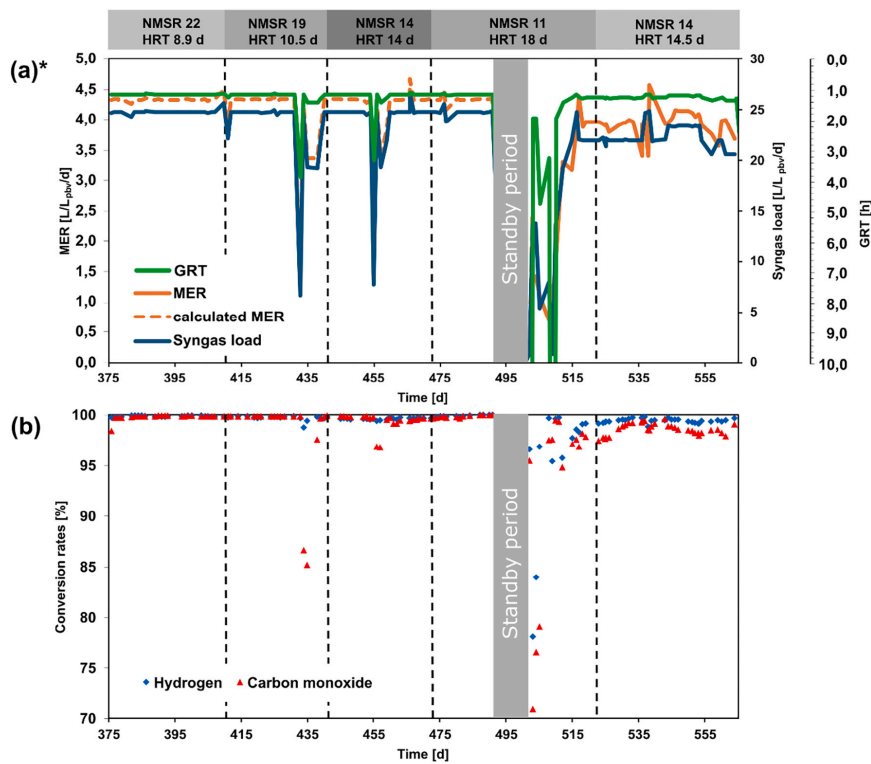 NMSR 22
HRT 8.9 d
NMSR 19
HRT 10.5 d
NMSR 14
HRT 14 d
NMSR 11
HRT 18 d
NMSR 14
HRT 14.5 d
(a)*
5,0
4,5
4,0
3,5
3,0
2,5
2,0
1,5
1,0
0,5
0,0
MER [L/L pbv/d]
GRT
MER
calculated MER
Syngas load
Standby period
30
25
20
15
10
5
0
Syngas load [L/L pbv/d]
0,0
1,0
2,0
3,0
4,0
5,0
6,0
7,0
8,0
9,0
10,0
GRT [h]
375 395 415 435 455 475 495 515 535 555
Time [d]
(b)
100
95
90
85
80
75
70
Conversion rates [%]
Hydrogen Carbon monoxide
Standby period
375 395 415 435 455 475 495 515 535 555
Time [d]